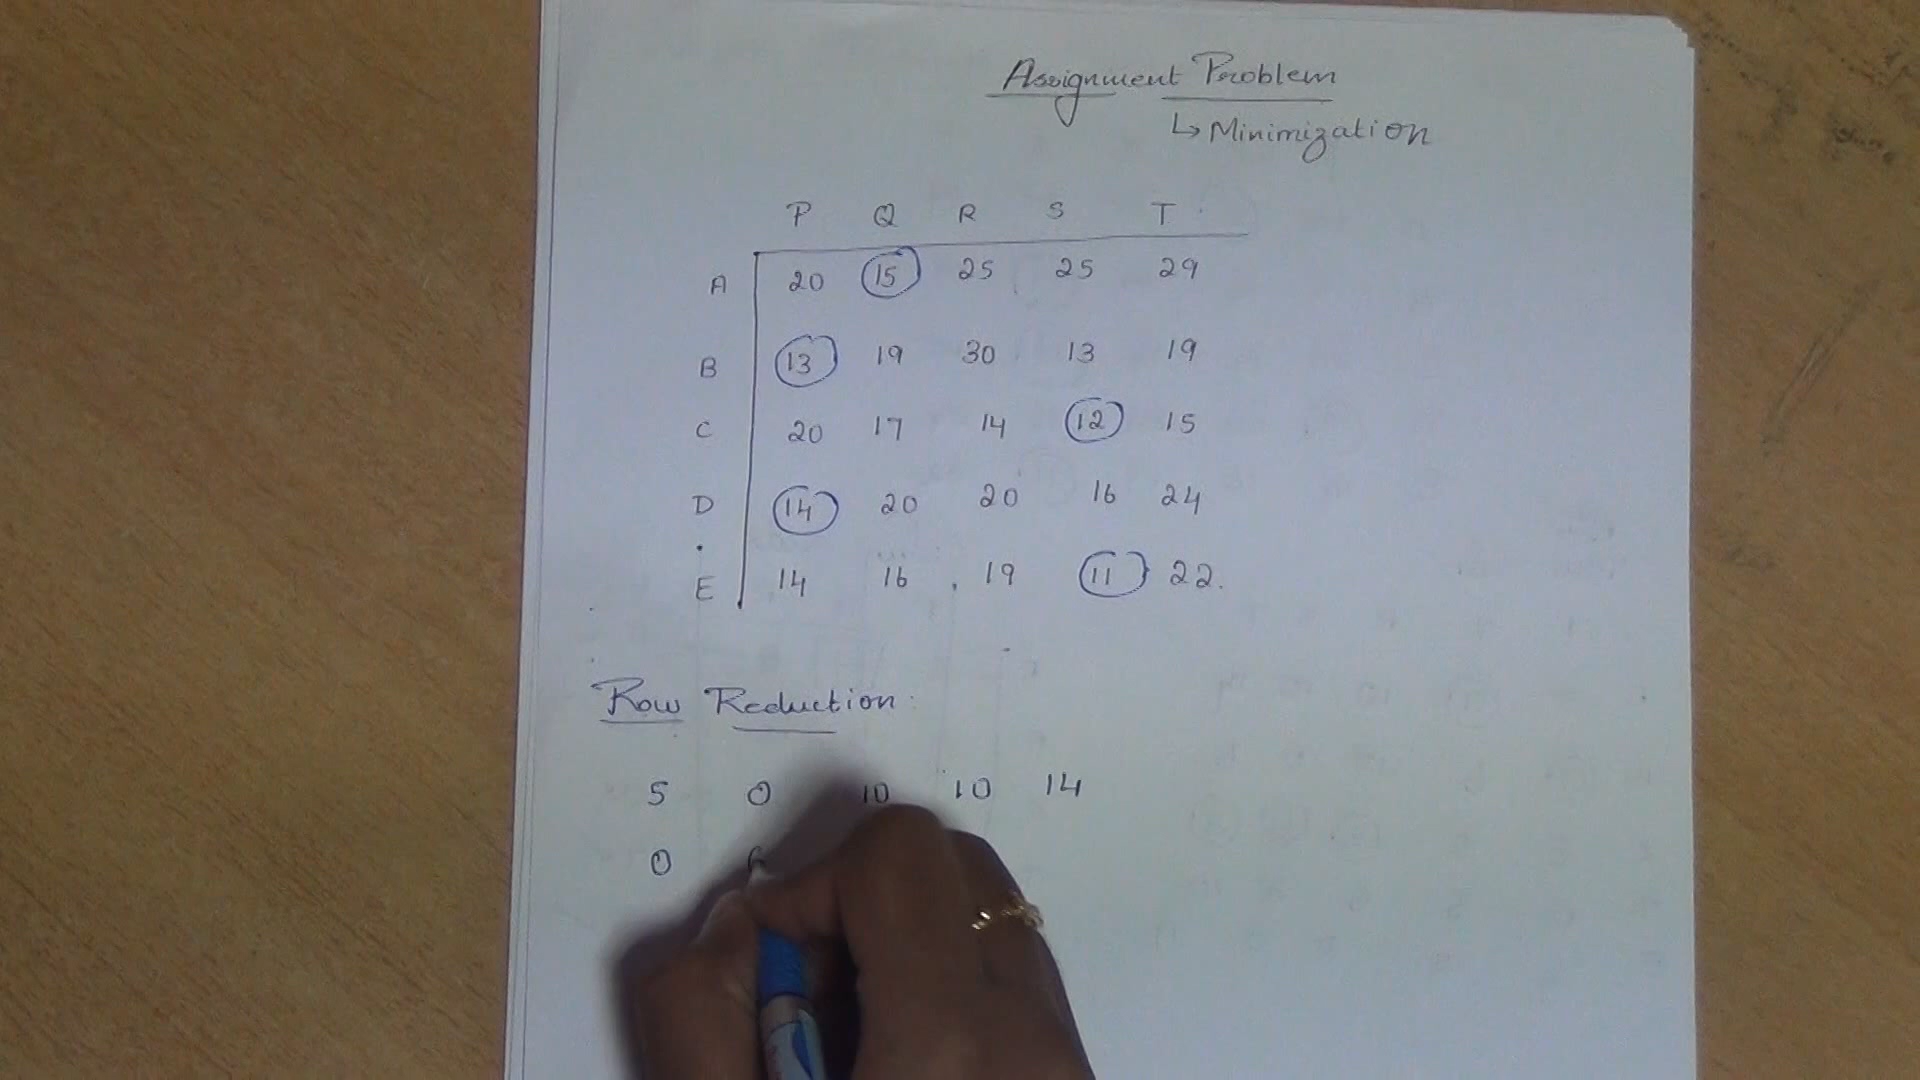 Assignment Problem
↳ Minimization
P Q R S T
A 20 15 25 25 29
B 13 19 30 13 19
C 20 17 14 12 15
D 14 20 20 16 24
E 14 16 19 11 22.
Row Reduction:
5 0 10 10 14
0 6